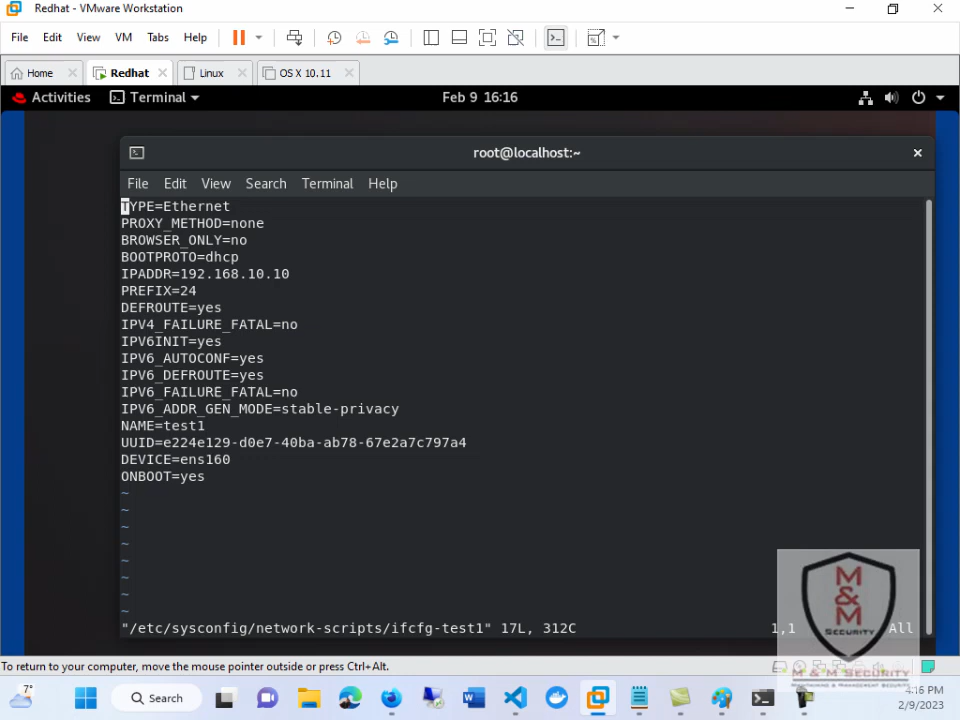 Redhat - VMware Workstation
File Edit View VM Tabs Help
Home Redhat Linux OS X 10.11
Activities Terminal Feb 9 16:16
root@localhost:~
File Edit View Search Terminal Help
TYPE=Ethernet
PROXY_METHOD=none
BROWSER_ONLY=no
BOOTPROTO=dhcp
IPADDR=192.168.10.10
PREFIX=24
DEFROUTE=yes
IPV4_FAILURE_FATAL=no
IPV6INIT=yes
IPV6_AUTOCONF=yes
IPV6_DEFROUTE=yes
IPV6_FAILURE_FATAL=no
IPV6_ADDR_GEN_MODE=stable-privacy
NAME=test1
UUID=e224e129-d0e7-40ba-ab78-67e2a7c797a4
DEVICE=ens160
ONBOOT=yes
~
~
~
~
~
~
~
~
"/etc/sysconfig/network-scripts/ifcfg-test1" 17L, 312C 1,1 All
M
&
M
SECURITY
M & M SECURITY
To return to your computer, move the mouse pointer outside or press Ctrl+Alt.
7°
Search
4:16 PM
2/9/2023